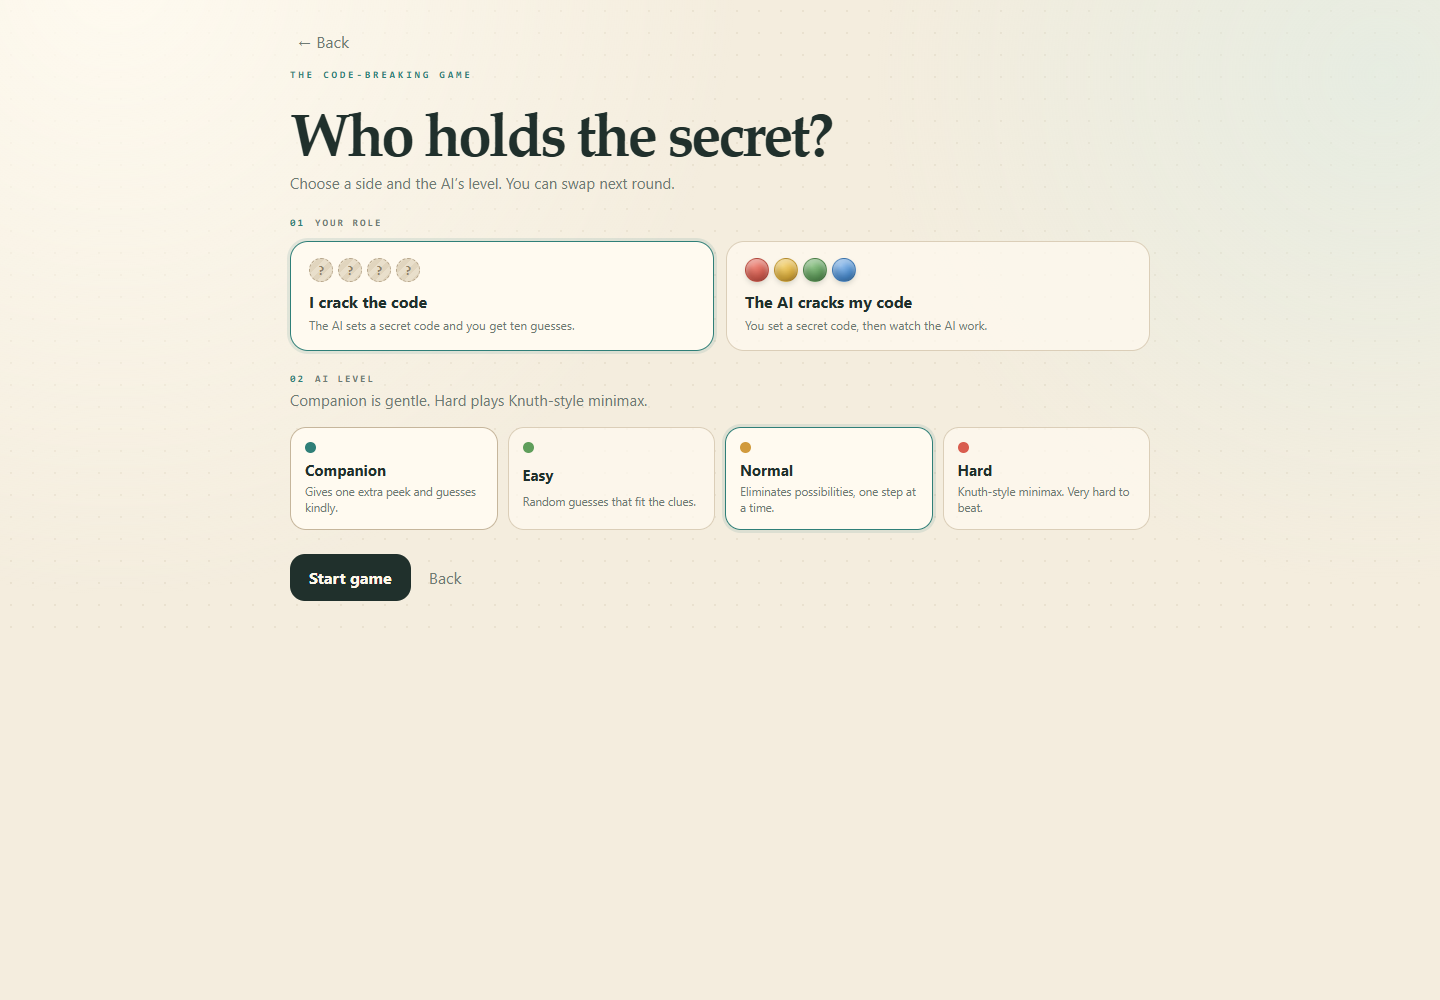 ← Back
THE CODE-BREAKING GAME
Who holds the secret?
Choose a side and the AI's level. You can swap next round.
01 YOUR ROLE
? ? ? ?
I crack the code
The AI sets a secret code and you get ten guesses.
The AI cracks my code
You set a secret code, then watch the AI work.
02 AI LEVEL
Companion is gentle. Hard plays Knuth-style minimax.
Companion
Gives one extra peek and guesses
kindly.
Easy
Random guesses that fit the clues.
Normal
Eliminates possibilities, one step at
a time.
Hard
Knuth-style minimax. Very hard to
beat.
Start game
Back